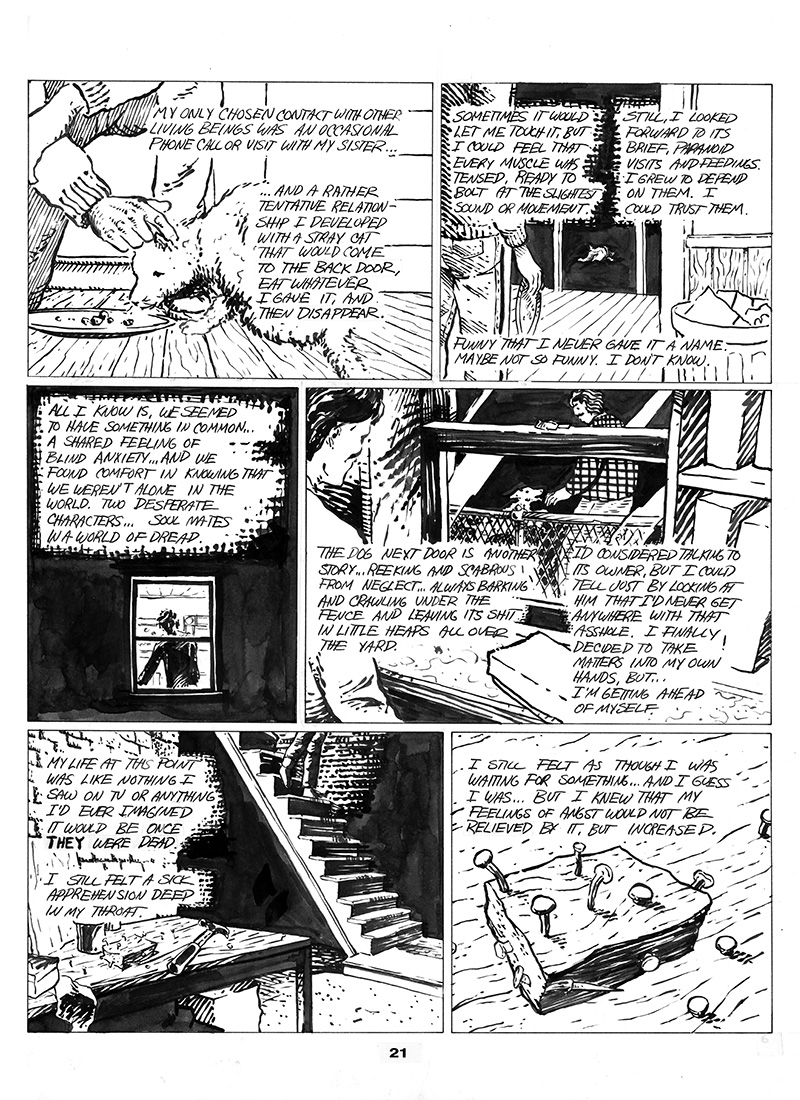 MY ONLY CHOSEN CONTACT WITH OTHER
LIVING BEINGS WAS AN OCCASIONAL
PHONE CALL OR VISIT WITH MY SISTER...
...AND A RATHER
TENTATIVE RELATION-
SHIP I DEVELOPED
WITH A STRAY CAT
THAT WOULD COME
TO THE BACK DOOR,
EAT WHATEVER
I GAVE IT, AND
THEN DISAPPEAR.
SOMETIMES IT WOULD
LET ME TOUCH IT, BUT
I COULD FEEL THAT
EVERY MUSCLE WAS
TENSED, READY TO
BOLT AT THE SLIGHTEST
SOUND OR MOVEMENT.
STILL, I LOOKED
FORWARD TO ITS
BRIEF, PARANOID
VISITS AND FEEDINGS.
I GREW TO DEPEND
ON THEM. I
COULD TRUST THEM.
FUNNY THAT I NEVER GAVE IT A NAME.
MAYBE NOT SO FUNNY. I DON'T KNOW.
ALL I KNOW IS, WE SEEMED
TO HAVE SOMETHING IN COMMON...
A SHARED FEELING OF
BLIND ANXIETY... AND WE
FOUND COMFORT IN KNOWING THAT
WE WEREN'T ALONE IN THE
WORLD. TWO DESPERATE
CHARACTERS... SOUL MATES
IN A WORLD OF DREAD.
THE DOG NEXT DOOR IS ANOTHER
STORY... REEKING AND SCABROUS
FROM NEGLECT... ALWAYS BARKING
AND CRAWLING UNDER THE
FENCE AND LEAVING ITS SHIT
IN LITTLE HEAPS ALL OVER
THE YARD.
I'D CONSIDERED TALKING TO
ITS OWNER, BUT I COULD
TELL JUST BY LOOKING AT
HIM THAT I'D NEVER GET
ANYWHERE WITH THAT
ASSHOLE. I FINALLY
DECIDED TO TAKE
MATTERS INTO MY OWN
HANDS, BUT...
I'M GETTING AHEAD
OF MYSELF.
MY LIFE AT THIS POINT
WAS LIKE NOTHING I
SAW ON TV OR ANYTHING
I'D EVER IMAGINED
IT WOULD BE ONCE
THEY WERE DEAD.
I STILL FELT A SICK
APPREHENSION DEEP
IN MY THROAT.
I STILL FELT AS THOUGH I WAS
WAITING FOR SOMETHING... AND I GUESS
I WAS... BUT I KNEW THAT MY
FEELINGS OF ANGST WOULD NOT BE
RELIEVED BY IT, BUT INCREASED.
21
6